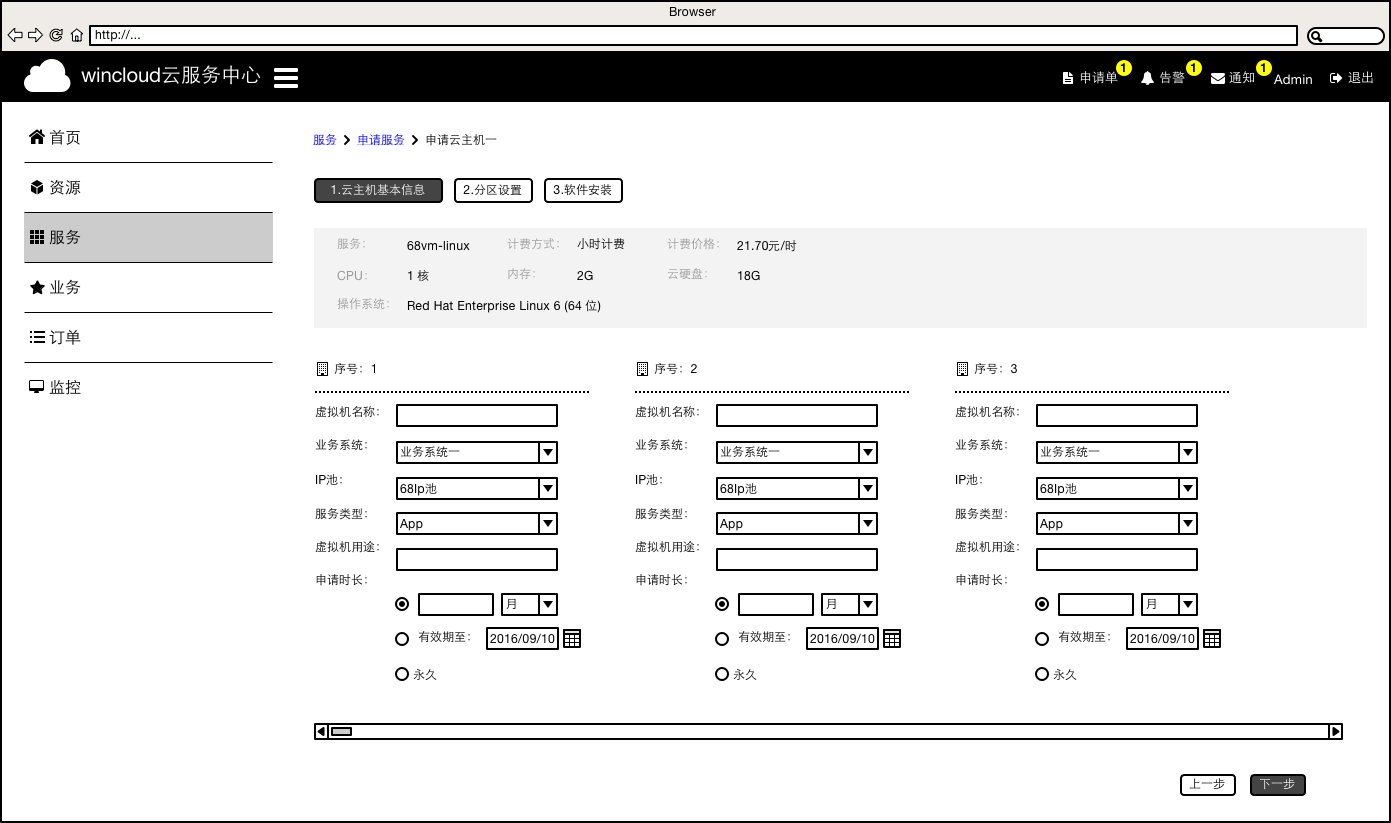 Browser
http://...
wincloud云服务中心
申请单 1 告警 1 通知 1 Admin 退出
首页
资源
服务
业务
订单
监控
服务 申请服务 申请云主机一
1.云主机基本信息 2.分区设置 3.软件安装
服务: 68vm-linux 计费方式: 小时计费 计费价格: 21.70元/时
CPU: 1 核 内存: 2G 云硬盘: 18G
操作系统: Red Hat Enterprise Linux 6 (64 位)
序号: 1 序号: 2 序号: 3
虚拟机名称: 虚拟机名称: 虚拟机名称:
业务系统: 业务系统一 业务系统: 业务系统一 业务系统: 业务系统一
IP池: 68Ip池 IP池: 68Ip池 IP池: 68Ip池
服务类型: App 服务类型: App 服务类型: App
虚拟机用途: 虚拟机用途: 虚拟机用途:
申请时长: 申请时长: 申请时长:
月 月 月
有效期至: 2016/09/10 有效期至: 2016/09/10 有效期至: 2016/09/10
永久 永久 永久
上一步 下一步